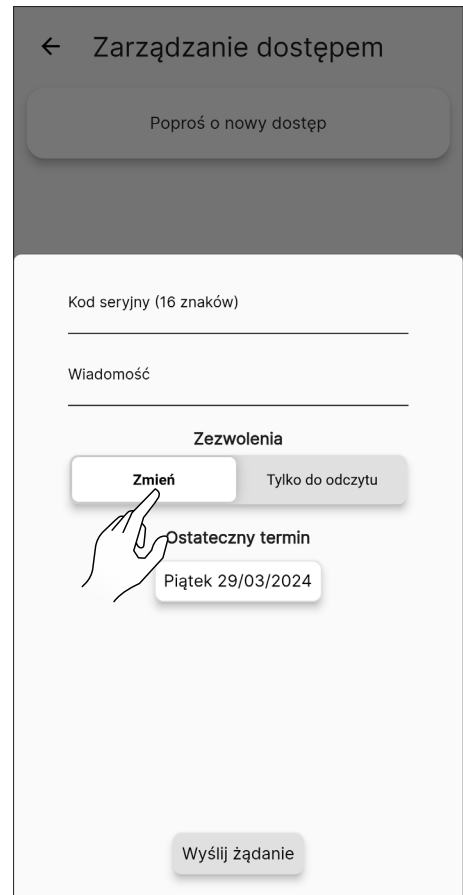 Zarządzanie dostępem
Poproś o nowy dostęp
Kod seryjny (16 znaków)
Wiadomość
Zezwolenia
Zmień Tylko do odczytu
Ostateczny termin
Piątek 29/03/2024
Wyślij żądanie